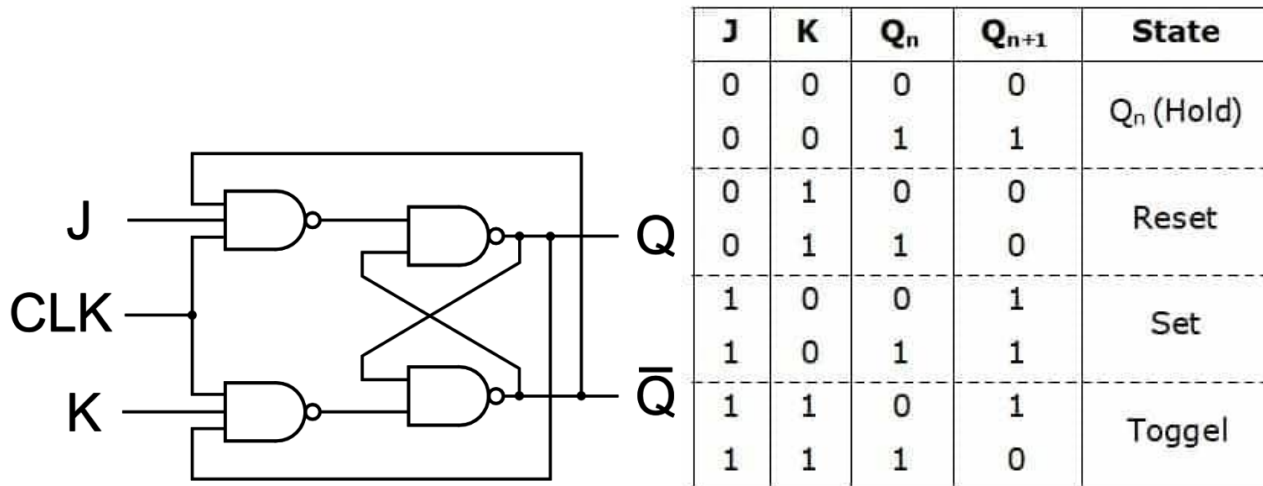 J
CLK
K
Q
Q̅
J K Qₙ Qₙ₊₁ State
0 0 0 0
Qₙ (Hold)
0 0 1 1
0 1 0 0
Reset
0 1 1 0
1 0 0 1
Set
1 0 1 1
1 1 0 1
Toggel
1 1 1 0